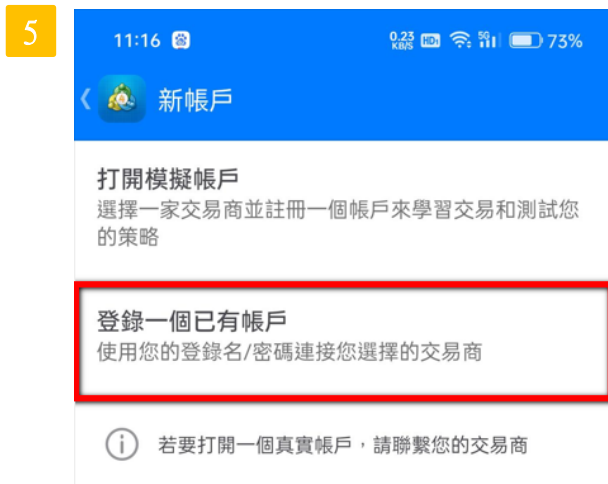 5
11:16
0.23 KB/S HD1 5G 73%
新帳戶
打開模擬帳戶
選擇一家交易商並註冊一個帳戶來學習交易和測試您
的策略
登錄一個已有帳戶
使用您的登錄名/密碼連接您選擇的交易商
若要打開一個真實帳戶，請聯繫您的交易商